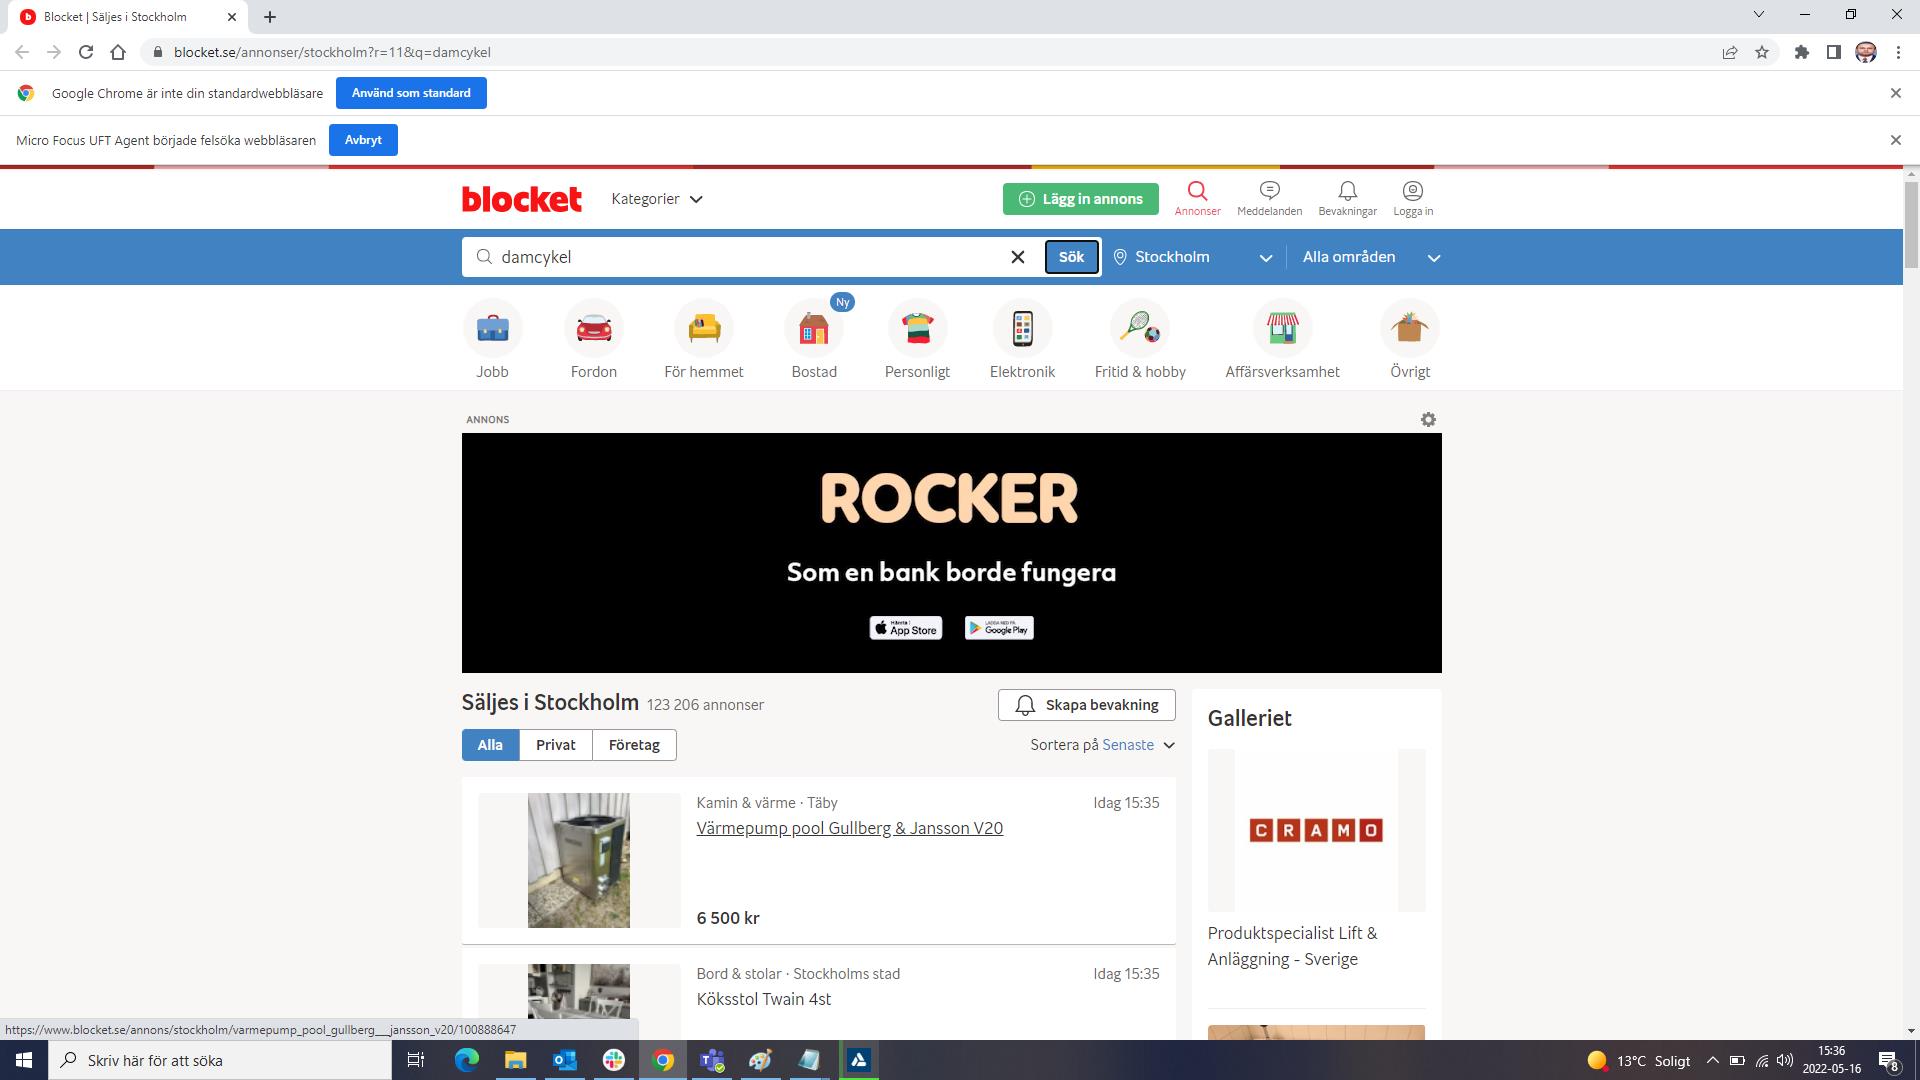 Blocket | Säljes i Stockholm
blocket.se/annonser/stockholm?r=11&q=damcykel
Google Chrome är inte din standardwebbläsare
Använd som standard
Micro Focus UFT Agent började felsöka webbläsaren
Avbryt
blocket
Kategorier
Lägg in annons
Annonser
Meddelanden
Bevakningar
Logga in
damcykel
Sök
Stockholm
Alla områden
Ny
Jobb
Fordon
För hemmet
Bostad
Personligt
Elektronik
Fritid & hobby
Affärsverksamhet
Övrigt
ANNONS
ROCKER
Som en bank borde fungera
Hämta i
App Store
LADDA NED PÅ
Google Play
Säljes i Stockholm 123 206 annonser
Skapa bevakning
Alla
Privat
Företag
Sortera på Senaste
Kamin & värme · Täby
Idag 15:35
Värmepump pool Gullberg & Jansson V20
6 500 kr
Bord & stolar · Stockholms stad
Idag 15:35
Köksstol Twain 4st
Galleriet
CRAMO
Produktspecialist Lift &
Anläggning - Sverige
https://www.blocket.se/annons/stockholm/varmepump_pool_gullberg___jansson_v20/100888647
Skriv här för att söka
13°C Soligt
15:36
2022-05-16
8